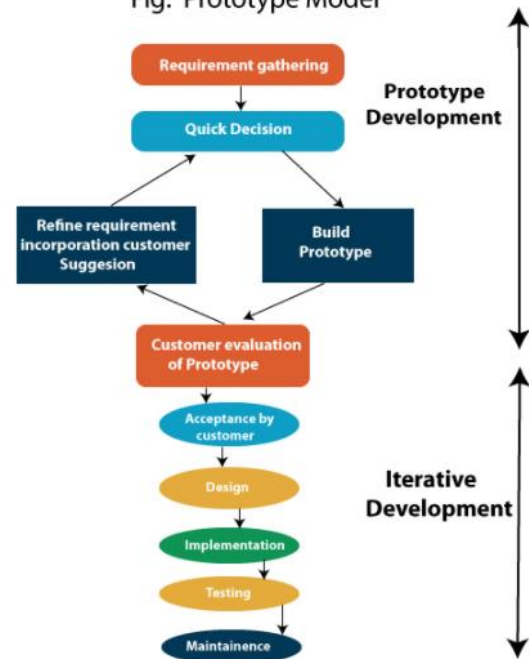 Fig. Prototype Model
Requirement gathering
Prototype
Development
Quick Decision
Refine requirement
incorporation customer
Suggesion
Build
Prototype
Customer evaluation
of Prototype
Acceptance by
customer
Design
Iterative
Development
Implementation
Testing
Maintainence